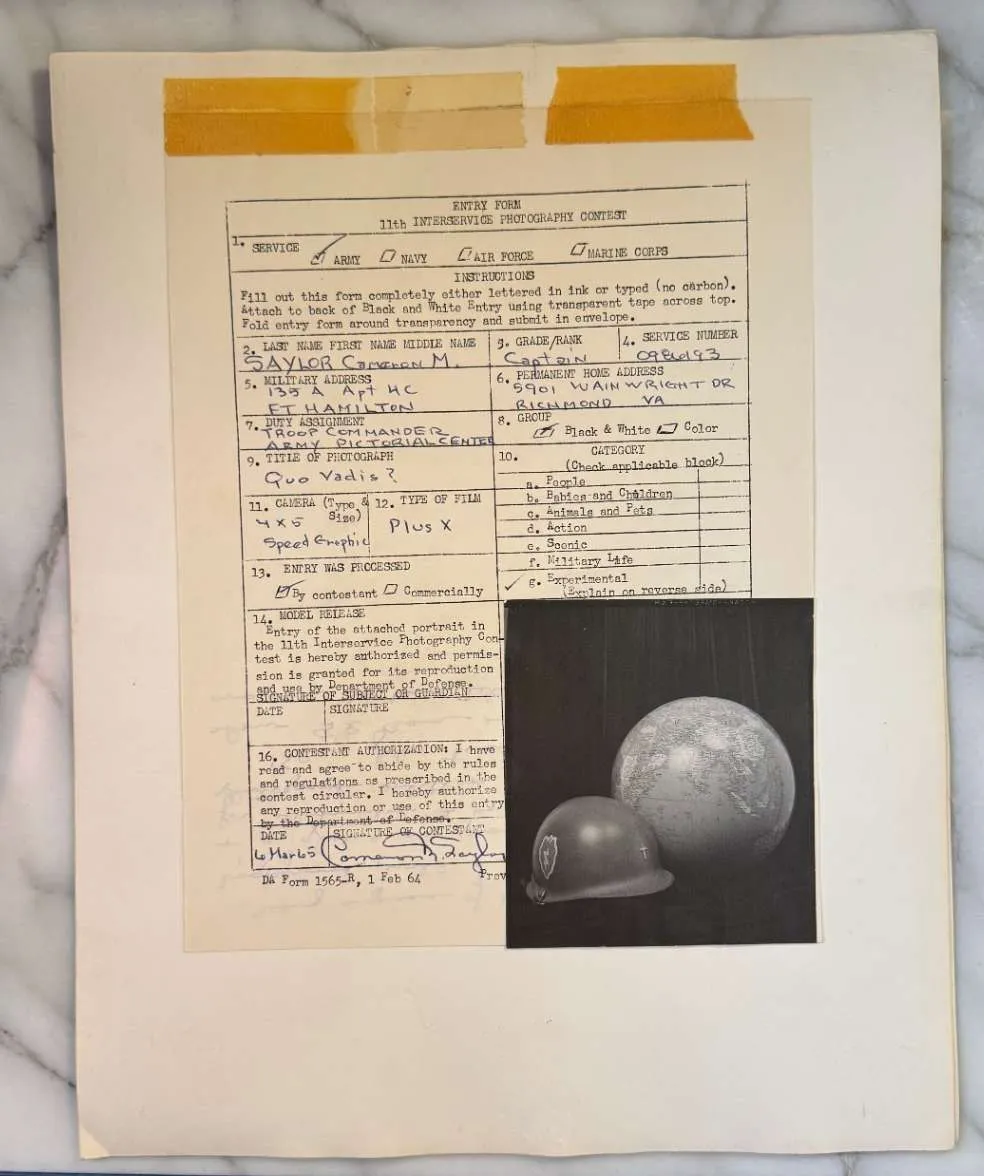 ENTRY FORM
11th INTERSERVICE PHOTOGRAPHY CONTEST
1. SERVICE
ARMY NAVY AIR FORCE MARINE CORPS
INSTRUCTIONS
Fill out this form completely either lettered in ink or typed (no carbon).
Attach to back of Black and White Entry using transparent tape across top.
Fold entry form around transparency and submit in envelope.
2. LAST NAME FIRST NAME MIDDLE NAME
SAYLOR Cameron M.
3. GRADE/RANK
Captain
4. SERVICE NUMBER
5. MILITARY ADDRESS
135 A Apt 4C
FT HAMILTON
6. PERMANENT HOME ADDRESS
5901 WAINWRIGHT DR
RICHMOND VA
7. DUTY ASSIGNMENT
TROOP COMMANDER
ARMY PICTORIAL CENTER
8. GROUP
Black & White Color
9. TITLE OF PHOTOGRAPH
Quo Vadis?
10. CATEGORY
(Check applicable block)
a. People
b. Babies and Children
c. Animals and Pets
d. Action
e. Scenic
f. Military Life
g. Experimental
(Explain on reverse side)
11. CAMERA (Type & Size)
4 X 5
Speed Graphic
12. TYPE OF FILM
Plus X
13. ENTRY WAS PROCESSED
By contestant Commercially
14. MODEL RELEASE
Entry of the attached portrait in
the 11th Interservice Photography Con-
test is hereby authorized and permis-
sion is granted for its reproduction
and use by Department of Defense.
SIGNATURE OF SUBJECT OR GUARDIAN
DATE SIGNATURE
16. CONTESTANT AUTHORIZATION: I have
read and agree to abide by the rules
and regulations as prescribed in the
contest circular. I hereby authorize
any reproduction or use of this entry
by the Department of Defense.
DATE SIGNATURE OF CONTESTANT
6 Mar 65 Cameron M. Saylor
DA Form 1565-R, 1 Feb 64 Prov